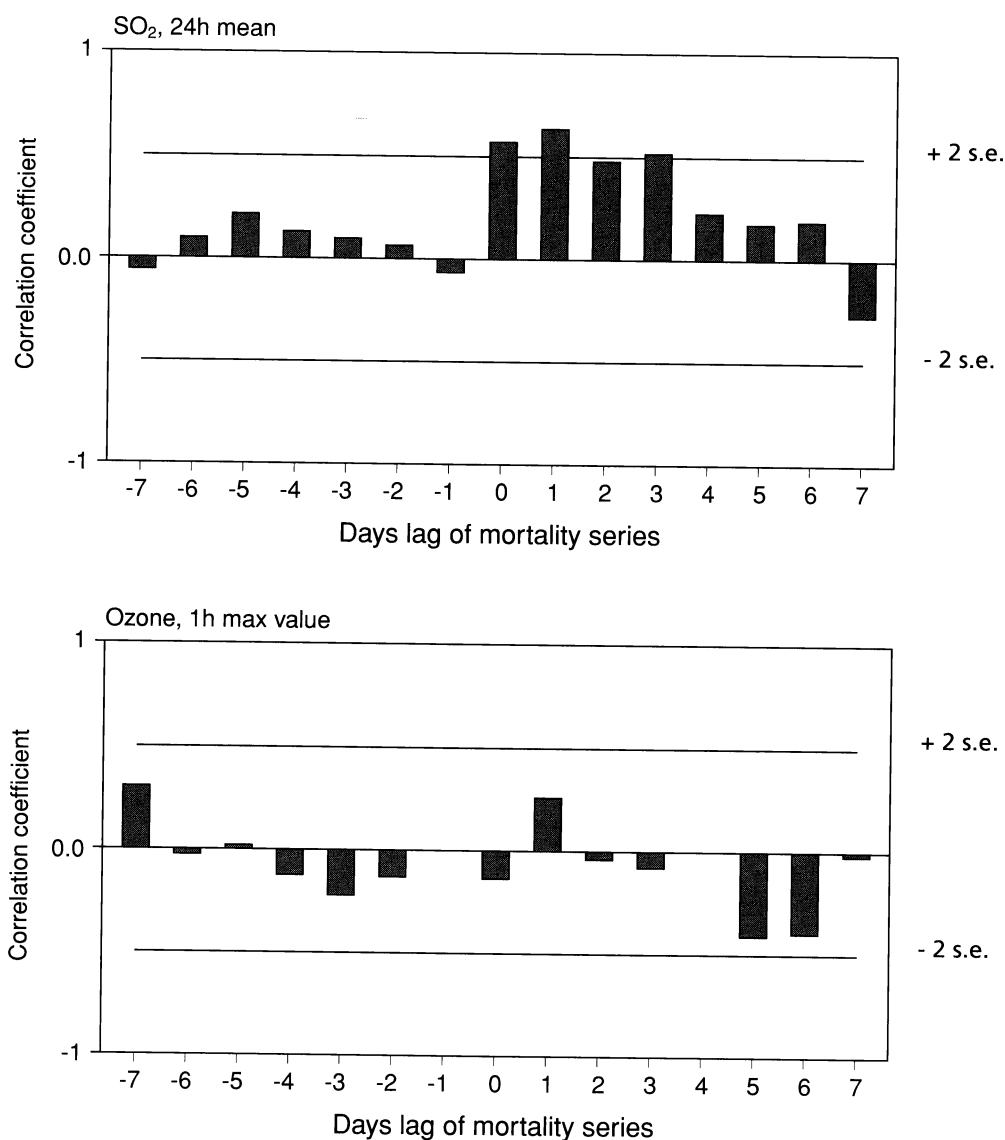 SO₂, 24h mean
1
+ 2 s.e.
Correlation coefficient
0.0
- 2 s.e.
-1
-7 -6 -5 -4 -3 -2 -1 0 1 2 3 4 5 6 7
Days lag of mortality series
Ozone, 1h max value
1
+ 2 s.e.
Correlation coefficient
0.0
- 2 s.e.
-1
-7 -6 -5 -4 -3 -2 -1 0 1 2 3 4 5 6 7
Days lag of mortality series